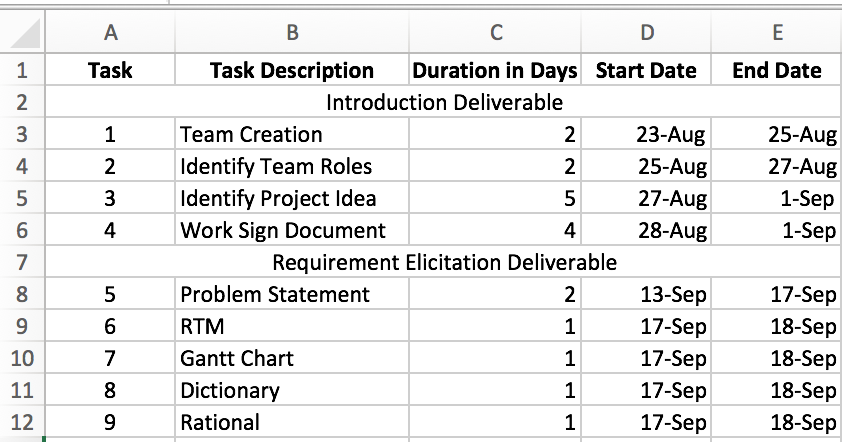 A B C D E
1 Task Task Description Duration in Days Start Date End Date
2 Introduction Deliverable
3 1 Team Creation 2 23-Aug 25-Aug
4 2 Identify Team Roles 2 25-Aug 27-Aug
5 3 Identify Project Idea 5 27-Aug 1-Sep
6 4 Work Sign Document 4 28-Aug 1-Sep
7 Requirement Elicitation Deliverable
8 5 Problem Statement 2 13-Sep 17-Sep
9 6 RTM 1 17-Sep 18-Sep
10 7 Gantt Chart 1 17-Sep 18-Sep
11 8 Dictionary 1 17-Sep 18-Sep
12 9 Rational 1 17-Sep 18-Sep